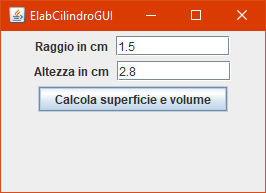 ElabCilindroGUI
Raggio in cm 1.5
Altezza in cm 2.8
Calcola superficie e volume